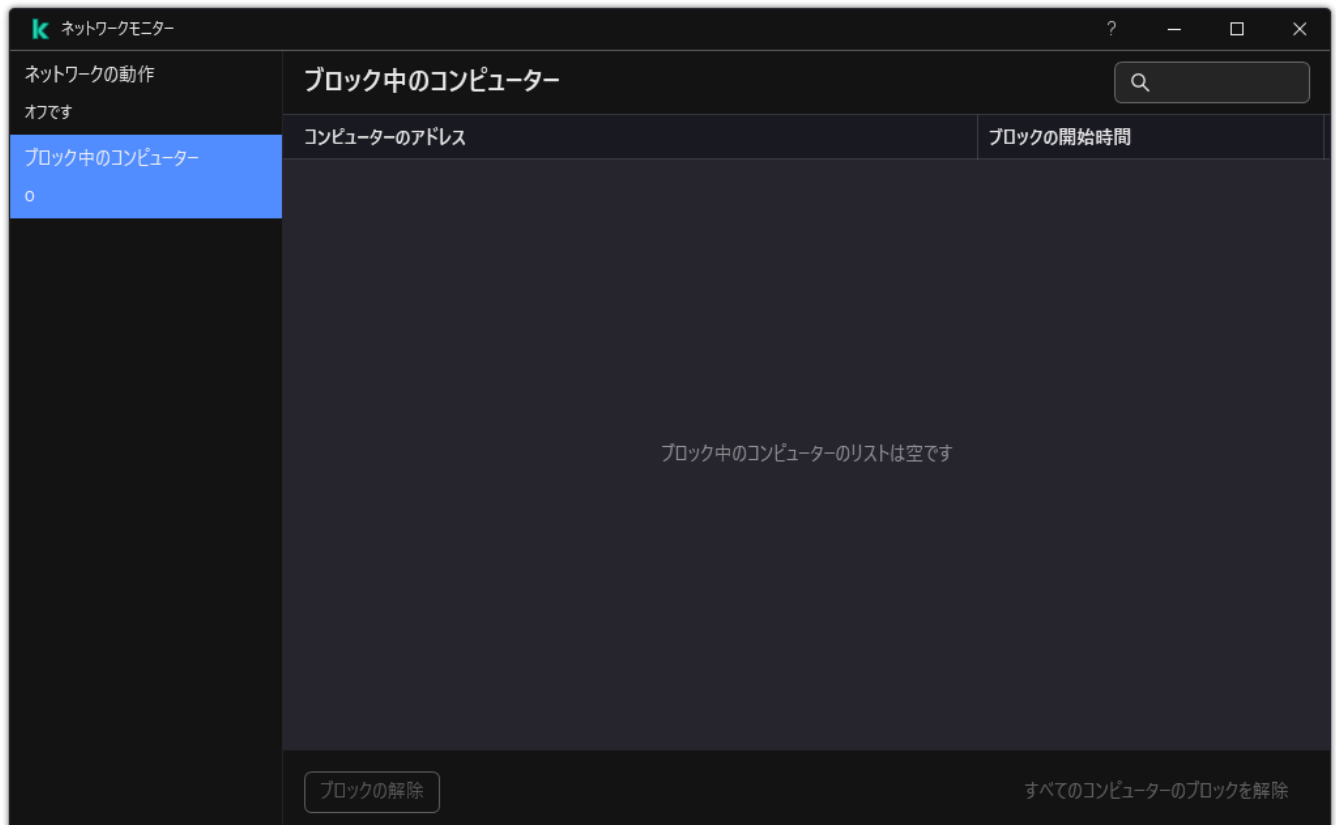 ネットワークモニター
?
ネットワークの動作
オフです
ブロック中のコンピューター
0
ブロック中のコンピューター
コンピューターのアドレス
ブロックの開始時間
ブロック中のコンピューターのリストは空です
ブロックの解除
すべてのコンピューターのブロックを解除